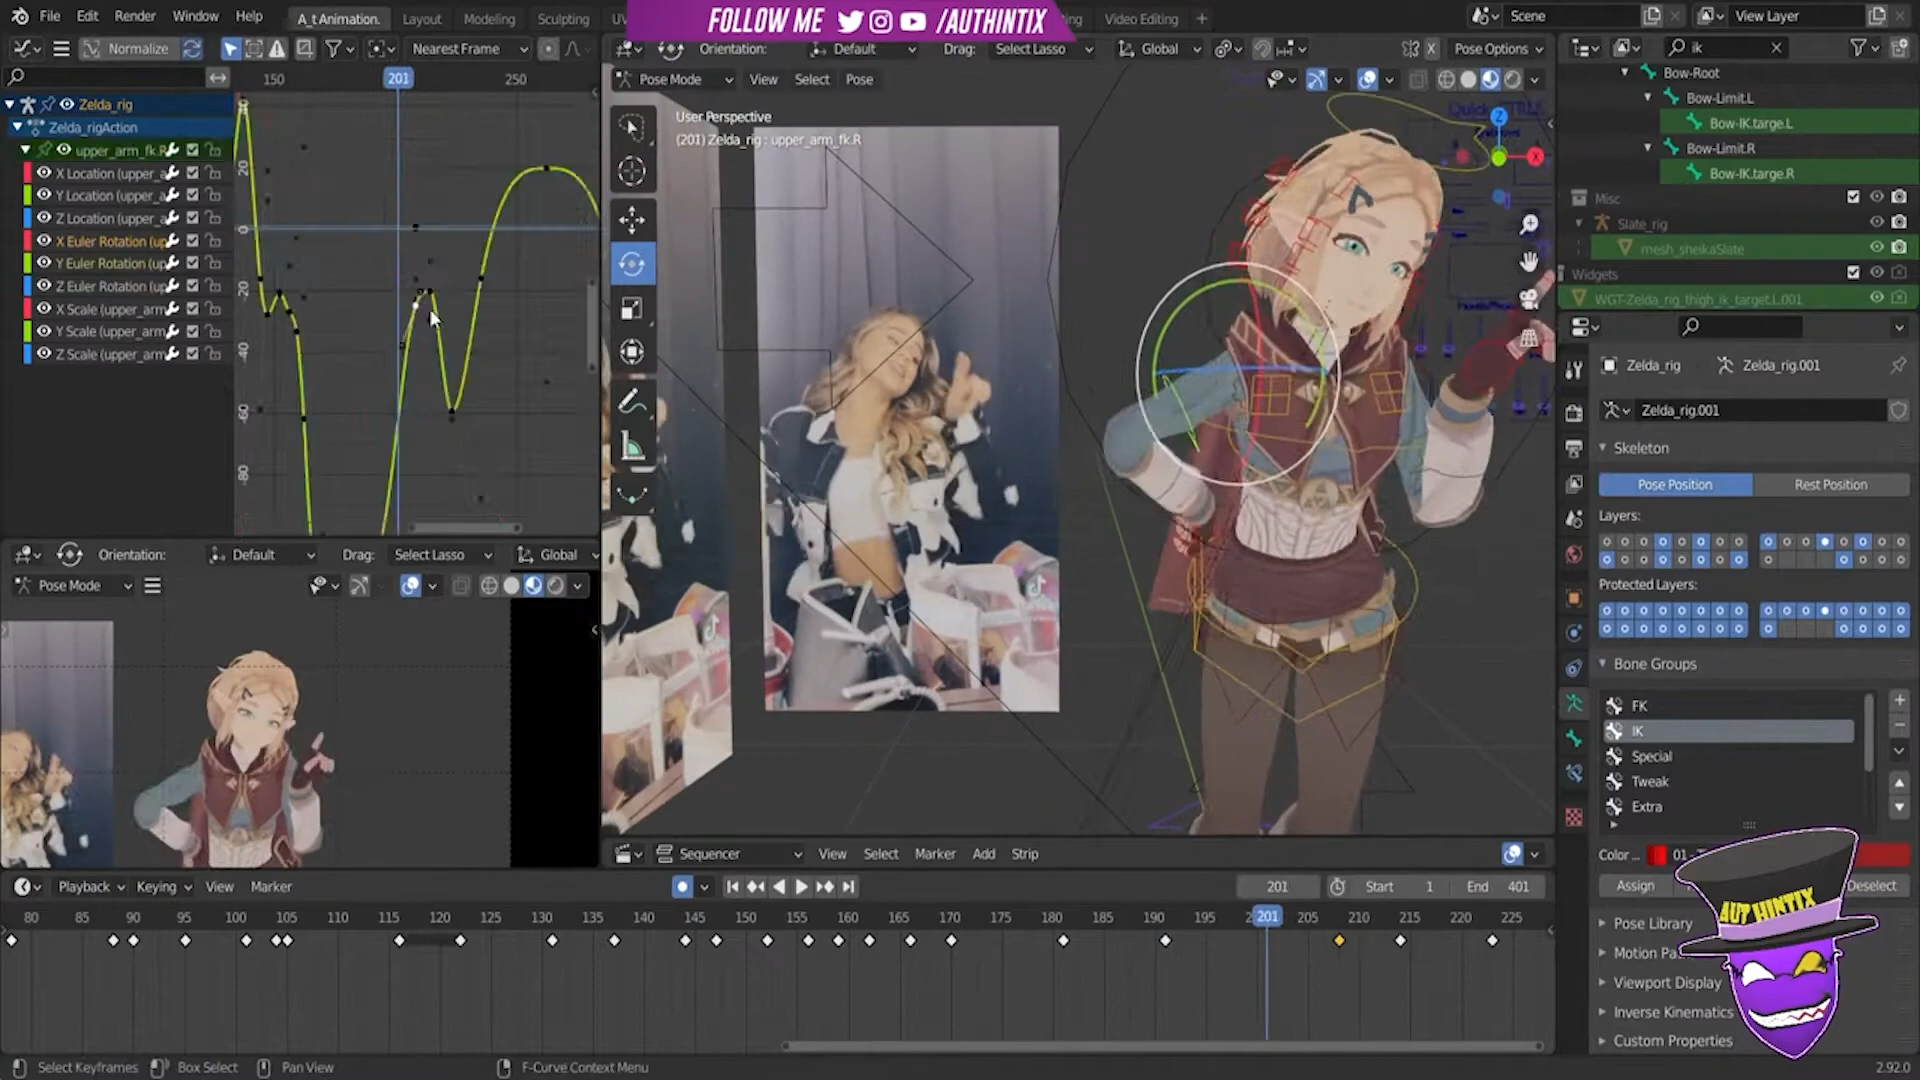 FOLLOW ME /AUTHINTIX
File Edit Render Window Help A_t Animation. Layout Modeling Sculpting Video Editing + Scene View Layer
Normalize Nearest Frame Orientation: Default Drag: Select Lasso Global Pose Options ik
150 201 250 Pose Mode View Select Pose
Zelda_rig
Zelda_rigAction
upper_arm_fk.R
X Location (upper_a
Y Location (upper_a
Z Location (upper_a
X Euler Rotation (up
Y Euler Rotation (up
Z Euler Rotation (up
X Scale (upper_arm
Y Scale (upper_arm
Z Scale (upper_arm
20
0
-20
-40
-60
-80
User Perspective
(201) Zelda_rig : upper_arm_fk.R
Z
X
Bow-Root
Bow-Limit.L
Bow-IK.targe.L
Bow-Limit.R
Bow-IK.targe.R
Misc
Slate_rig
mesh_sheikaSlate
Widgets
WGT-Zelda_rig_thigh_ik_target.L.001
Zelda_rig Zelda_rig.001
Zelda_rig.001
Skeleton
Pose Position Rest Position
Layers:
Protected Layers:
Bone Groups
FK
IK
Special
Tweak
Extra
Color ...
Assign Deselect
Pose Library
Viewport Display
Inverse Kinematics
Custom Properties
AUTHINTIX
Orientation: Default Drag: Select Lasso Global
Pose Mode
Sequencer View Select Marker Add Strip
Playback Keying View Marker 201 Start 1 End 401
80 85 90 95 100 105 110 115 120 125 130 135 140 145 150 155 160 165 170 175 180 185 190 195 201 205 210 215 220 225
Select Keyframes Box Select Pan View F-Curve Context Menu 2.92.0